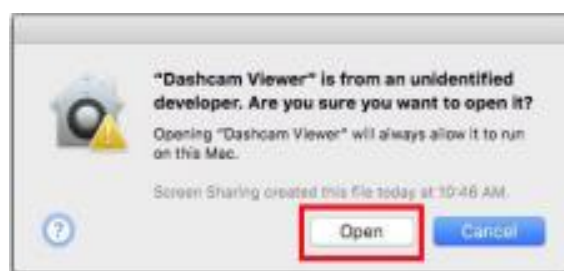 "Dashcam Viewer" is from an unidentified
developer. Are you sure you want to open it?
Opening "Dashcam Viewer" will always allow it to run
on this Mac.
Screen Sharing created this file today at 10:46 AM.
?
Open
Cancel